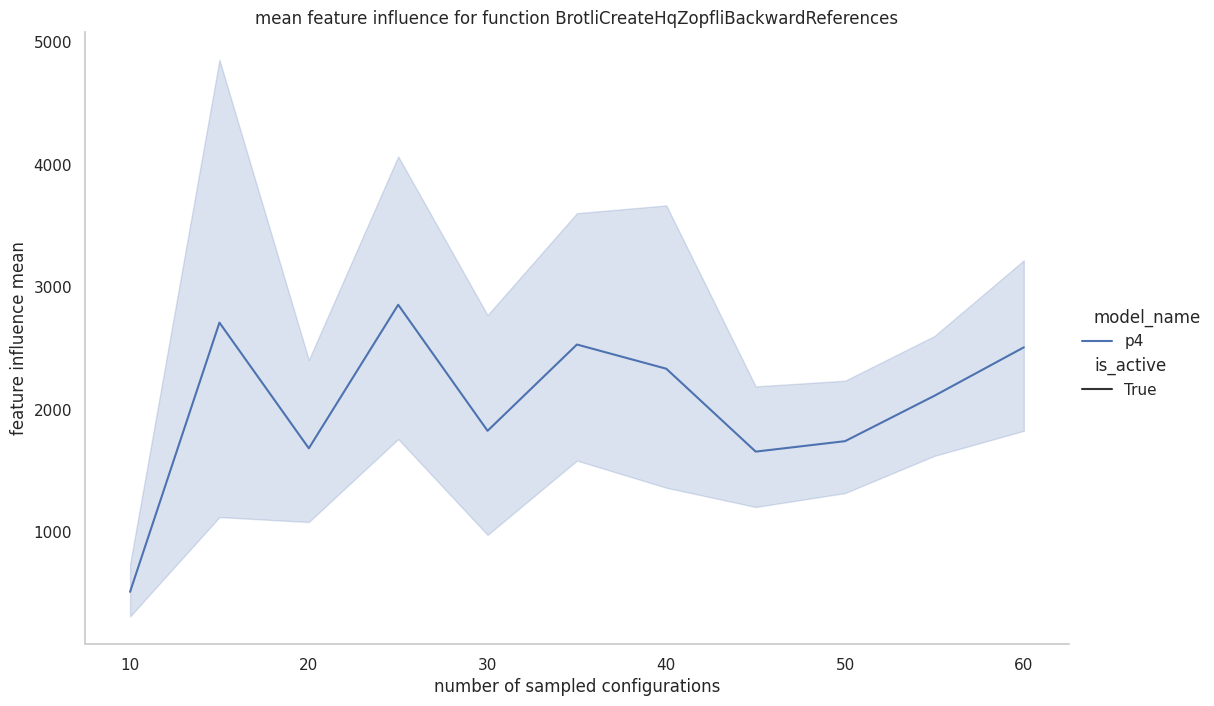 mean feature influence for function BrotliCreateHqZopfliBackwardReferences
5000
4000
3000
2000
1000
feature influence mean
10 20 30 40 50 60
number of sampled configurations
model_name
p4
is_active
True